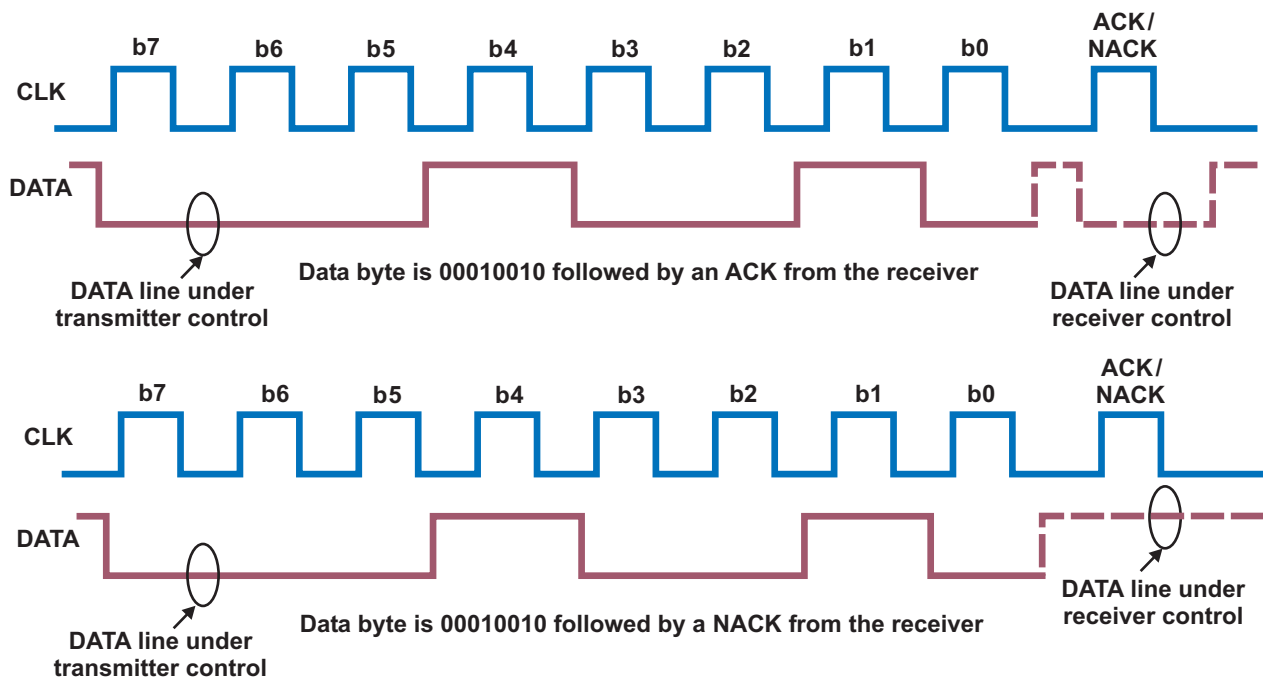 b7 b6 b5 b4 b3 b2 b1 b0 ACK/
NACK
CLK
DATA
Data byte is 00010010 followed by an ACK from the receiver
DATA line under
transmitter control
DATA line under
receiver control
b7 b6 b5 b4 b3 b2 b1 b0 ACK/
NACK
CLK
DATA
Data byte is 00010010 followed by a NACK from the receiver
DATA line under
transmitter control
DATA line under
receiver control